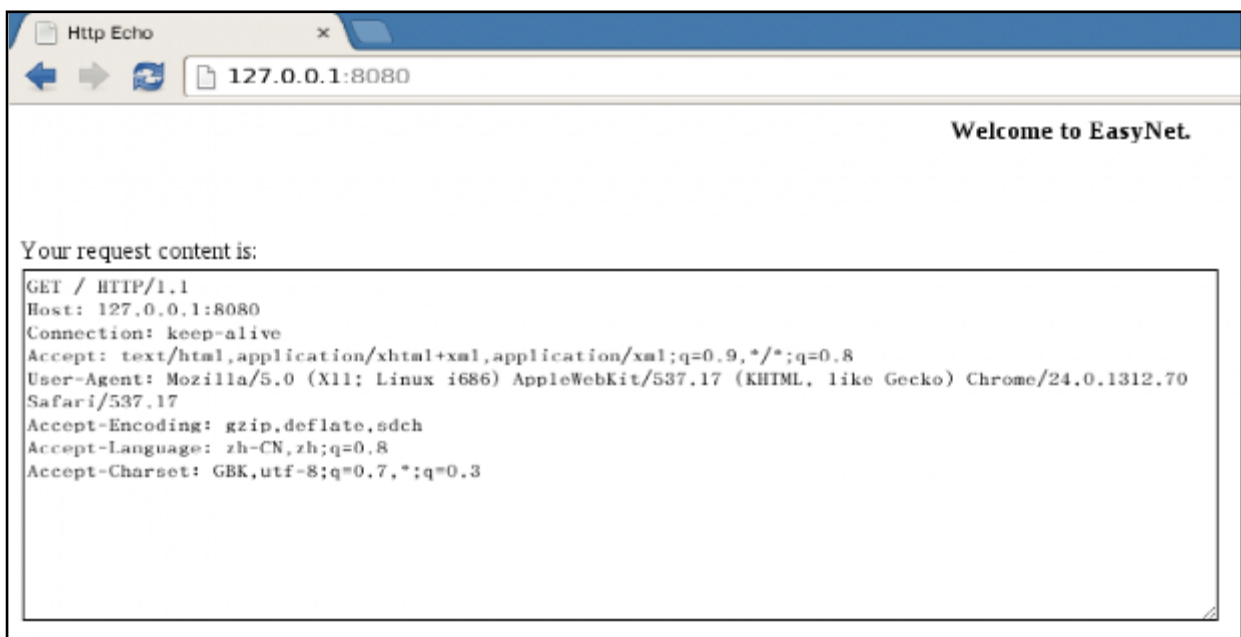 Http Echo
127.0.0.1:8080
Welcome to EasyNet.
Your request content is:
GET / HTTP/1.1
Host: 127.0.0.1:8080
Connection: keep-alive
Accept: text/html,application/xhtml+xml,application/xml;q=0.9,*/*;q=0.8
User-Agent: Mozilla/5.0 (X11; Linux i686) AppleWebKit/537.17 (KHTML, like Gecko) Chrome/24.0.1312.70
Safari/537.17
Accept-Encoding: gzip,deflate,sdch
Accept-Language: zh-CN,zh;q=0.8
Accept-Charset: GBK,utf-8;q=0.7,*;q=0.3